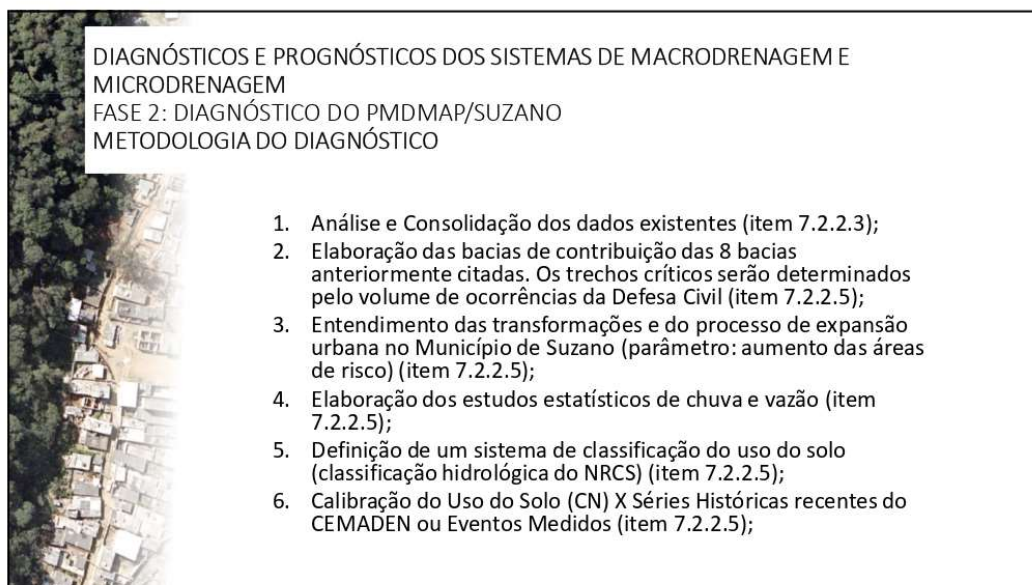 DIAGNÓSTICOS E PROGNÓSTICOS DOS SISTEMAS DE MACRODRENAGEM E
MICRODRENAGEM
FASE 2: DIAGNÓSTICO DO PMDMAP/SUZANO
METODOLOGIA DO DIAGNÓSTICO
1. Análise e Consolidação dos dados existentes (item 7.2.2.3);
2. Elaboração das bacias de contribuição das 8 bacias
anteriormente citadas. Os trechos críticos serão determinados
pelo volume de ocorrências da Defesa Civil (item 7.2.2.5);
3. Entendimento das transformações e do processo de expansão
urbana no Município de Suzano (parâmetro: aumento das áreas
de risco) (item 7.2.2.5);
4. Elaboração dos estudos estatísticos de chuva e vazão (item
7.2.2.5);
5. Definição de um sistema de classificação do uso do solo
(classificação hidrológica do NRCS) (item 7.2.2.5);
6. Calibração do Uso do Solo (CN) X Séries Históricas recentes do
CEMADEN ou Eventos Medidos (item 7.2.2.5);